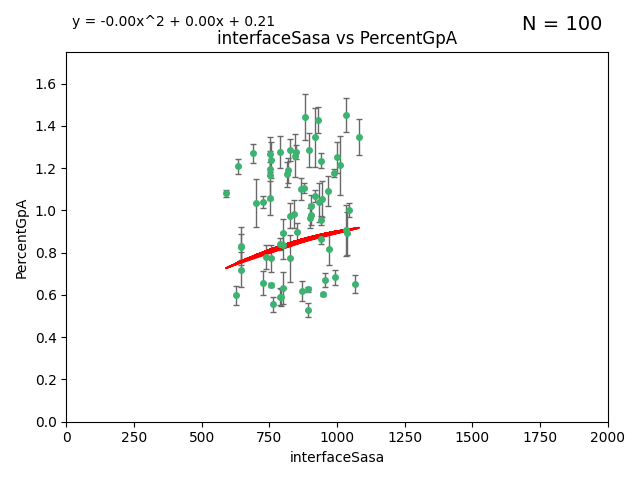 y = -0.00x^2 + 0.00x + 0.21
N = 100
interfaceSasa vs PercentGpA
PercentGpA
1.6
1.4
1.2
1.0
0.8
0.6
0.4
0.2
0.0
0 250 500 750 1000 1250 1500 1750 2000
interfaceSasa